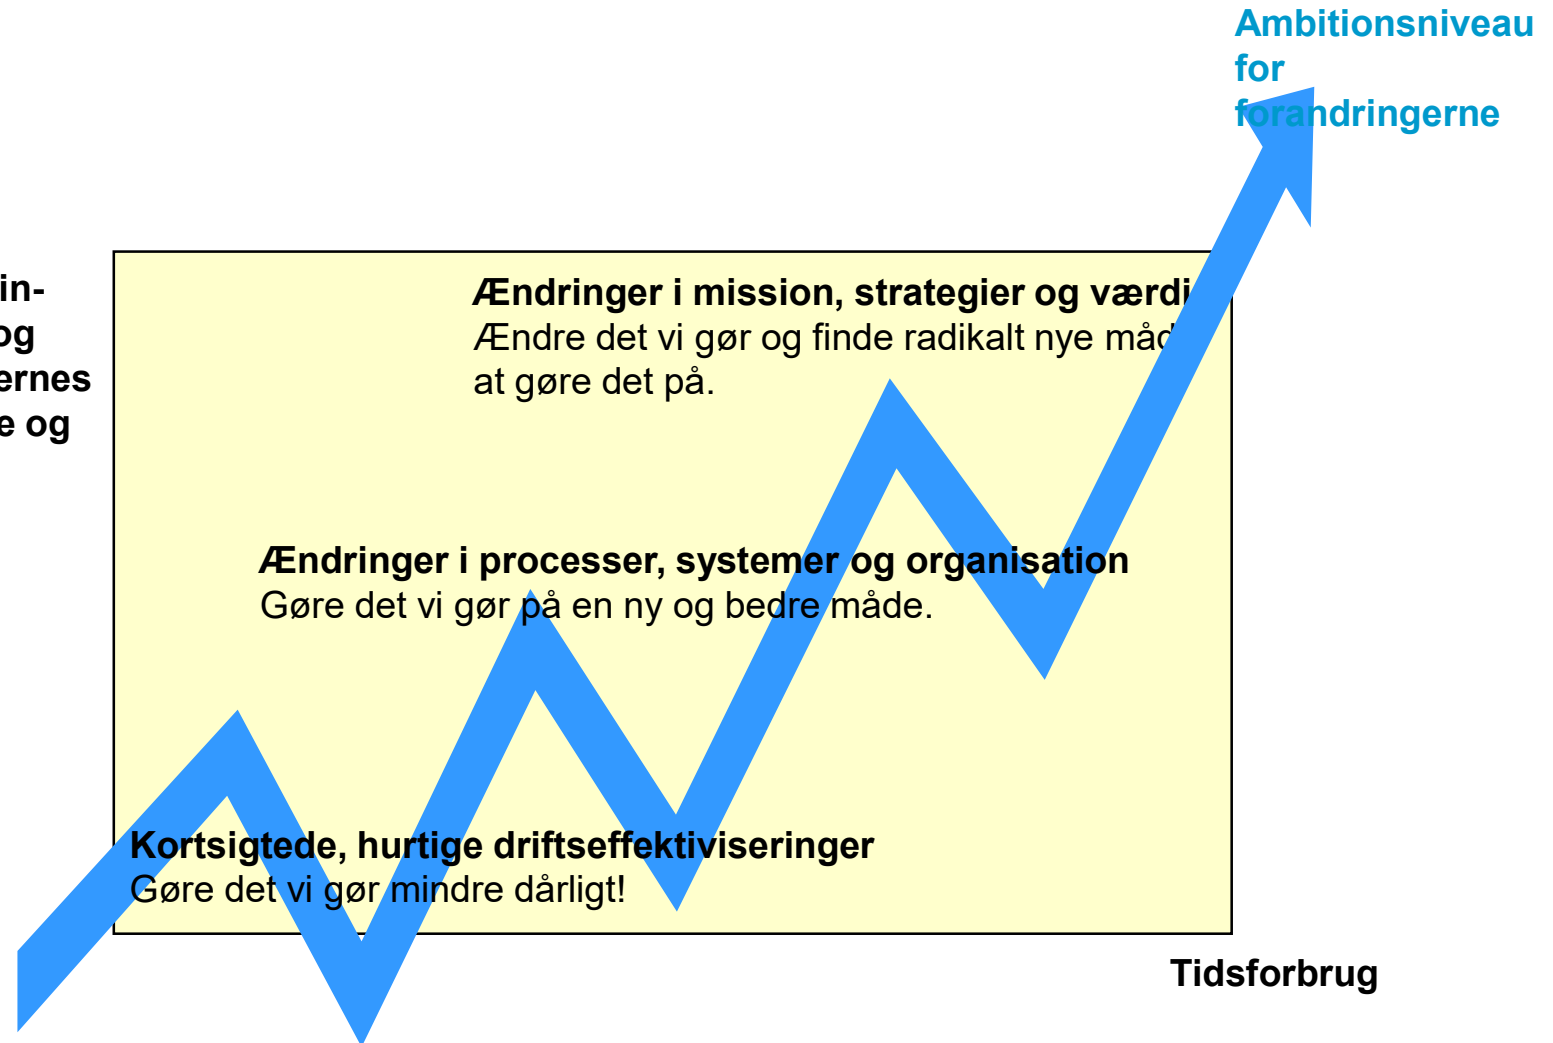 Ambitionsniveau
for
forandringerne
in-
og
ernes
e og
Ændringer i mission, strategier og værdi
Ændre det vi gør og finde radikalt nye måd
at gøre det på.
Ændringer i processer, systemer og organisation
Gøre det vi gør på en ny og bedre måde.
Kortsigtede, hurtige driftseffektiviseringer
Gøre det vi gør mindre dårligt!
Tidsforbrug